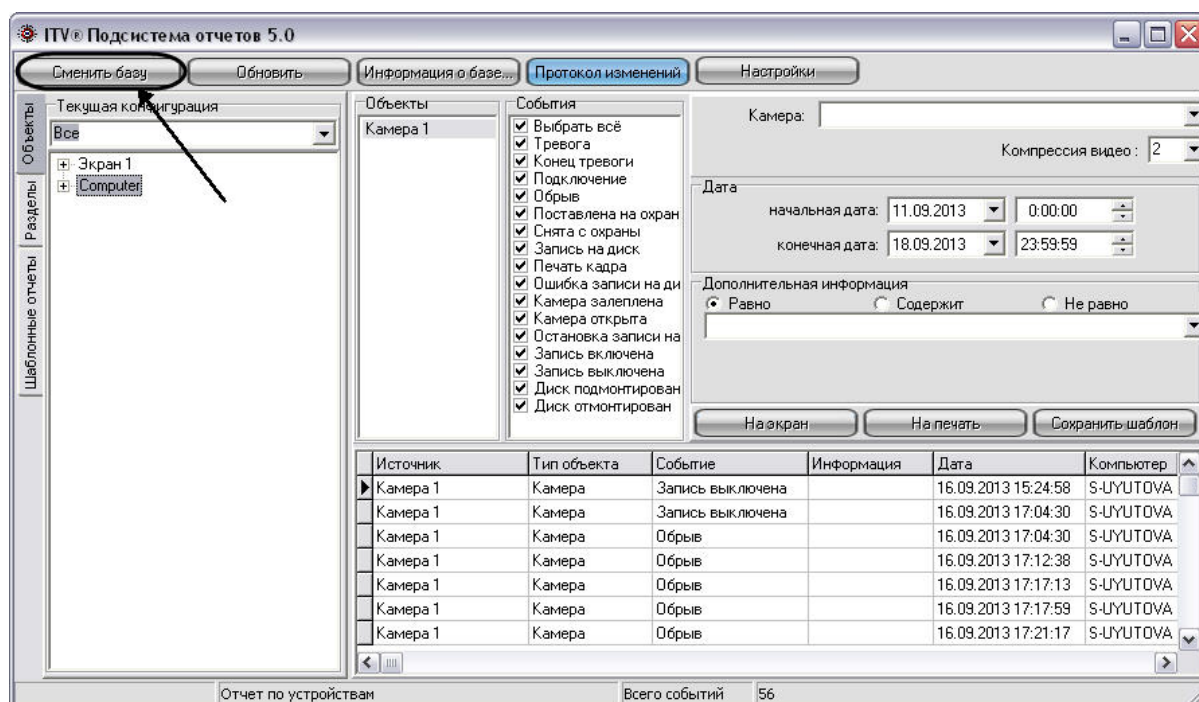 ITV® Подсистема отчетов 5.0
Сменить базу Обновить Информация о базе... Протокол изменений Настройки
Объекты
Разделы
Шаблонные отчеты
Текущая конфигурация
Все
Экран 1
Computer
Объекты
Камера 1
События
Выбрать всё
Тревога
Конец тревоги
Подключение
Обрыв
Поставлена на охран
Снята с охраны
Запись на диск
Печать кадра
Ошибка записи на ди
Камера залеплена
Камера открыта
Остановка записи на
Запись включена
Запись выключена
Диск подмонтирован
Диск отмонтирован
Камера:
Компрессия видео : 2
Дата
начальная дата: 11.09.2013 0:00:00
конечная дата: 18.09.2013 23:59:59
Дополнительная информация
Равно Содержит Не равно
На экран На печать Сохранить шаблон
Источник Тип объекта Событие Информация Дата Компьютер
Камера 1 Камера Запись выключена 16.09.2013 15:24:58 S-UYUTOVA
Камера 1 Камера Запись выключена 16.09.2013 17:04:30 S-UYUTOVA
Камера 1 Камера Обрыв 16.09.2013 17:04:30 S-UYUTOVA
Камера 1 Камера Обрыв 16.09.2013 17:12:38 S-UYUTOVA
Камера 1 Камера Обрыв 16.09.2013 17:17:13 S-UYUTOVA
Камера 1 Камера Обрыв 16.09.2013 17:17:59 S-UYUTOVA
Камера 1 Камера Обрыв 16.09.2013 17:21:17 S-UYUTOVA
Отчет по устройствам Всего событий 56